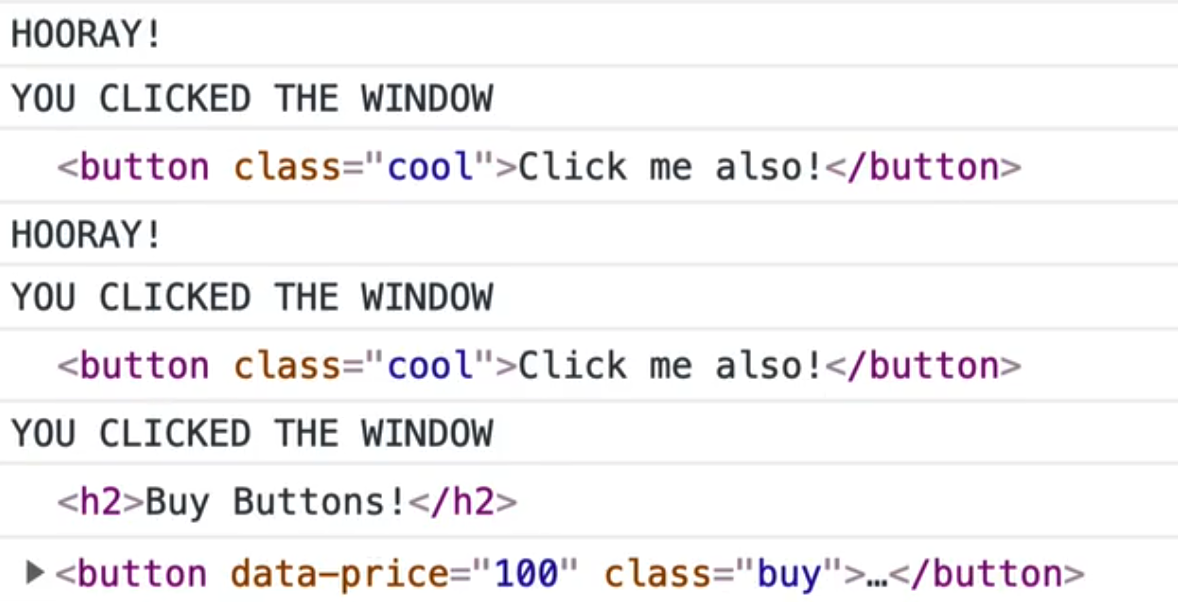 HOORAY!
YOU CLICKED THE WINDOW
<button class="cool">Click me also!</button>
HOORAY!
YOU CLICKED THE WINDOW
<button class="cool">Click me also!</button>
YOU CLICKED THE WINDOW
<h2>Buy Buttons!</h2>
▶<button data-price="100" class="buy">…</button>